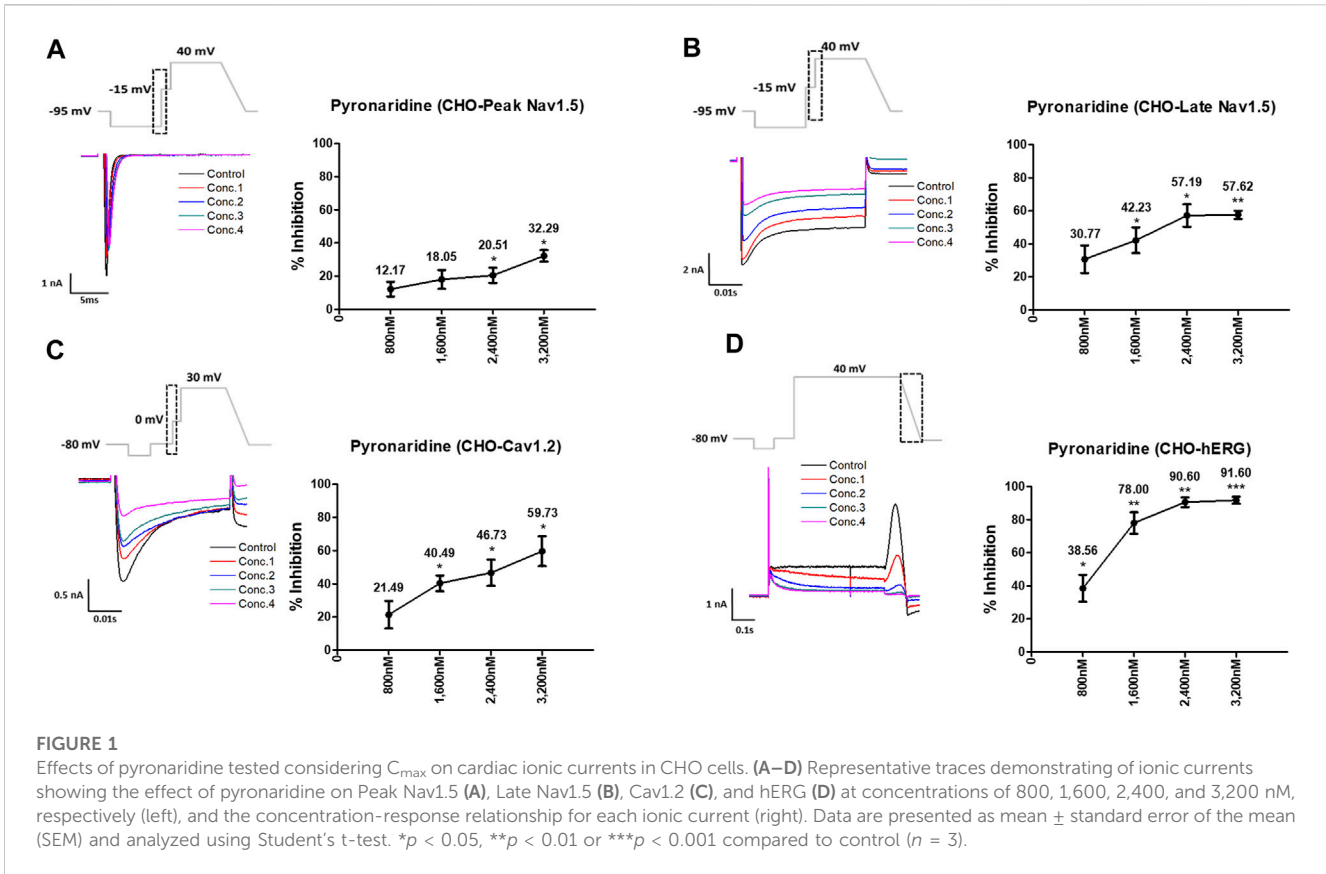 A
40 mV
-15 mV
-95 mV
Control
Conc.1
Conc.2
Conc.3
Conc.4
1 nA
5ms
Pyronaridine (CHO-Peak Nav1.5)
% Inhibition
100
80
60
40
20
0
12.17
18.05
20.51
*
32.29
*
0
800nM
1,600nM
2,400nM
3,200nM
B
40 mV
-15 mV
-95 mV
Control
Conc.1
Conc.2
Conc.3
Conc.4
2 nA
0.01s
Pyronaridine (CHO-Late Nav1.5)
% Inhibition
100
80
60
40
20
0
30.77
42.23
*
57.19
*
57.62
**
0
800nM
1,600nM
2,400nM
3,200nM
C
30 mV
0 mV
-80 mV
Control
Conc.1
Conc.2
Conc.3
Conc.4
0.5 nA
0.01s
Pyronaridine (CHO-Cav1.2)
% Inhibition
100
80
60
40
20
0
21.49
40.49
*
46.73
*
59.73
*
0
800nM
1,600nM
2,400nM
3,200nM
D
40 mV
-80 mV
Control
Conc.1
Conc.2
Conc.3
Conc.4
1 nA
0.1s
Pyronaridine (CHO-hERG)
% Inhibition
100
80
60
40
20
0
38.56
*
78.00
**
90.60
**
91.60
***
0
800nM
1,600nM
2,400nM
3,200nM
FIGURE 1
Effects of pyronaridine tested considering Cmax on cardiac ionic currents in CHO cells. (A–D) Representative traces demonstrating of ionic currents
showing the effect of pyronaridine on Peak Nav1.5 (A), Late Nav1.5 (B), Cav1.2 (C), and hERG (D) at concentrations of 800, 1,600, 2,400, and 3,200 nM,
respectively (left), and the concentration-response relationship for each ionic current (right). Data are presented as mean ± standard error of the mean
(SEM) and analyzed using Student's t-test. *p < 0.05, **p < 0.01 or ***p < 0.001 compared to control (n = 3).